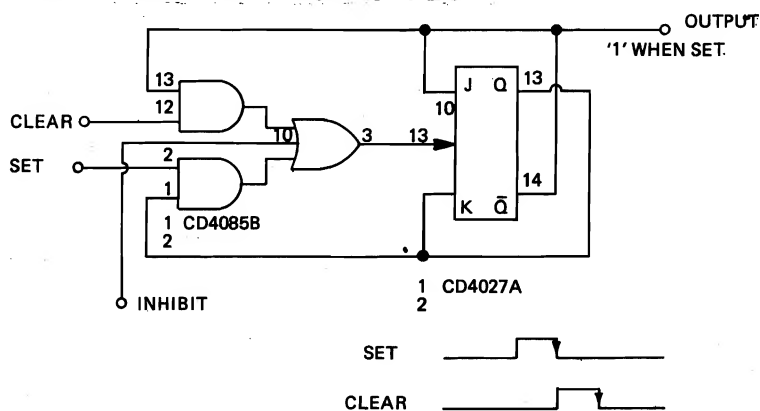 OUTPUT
'1' WHEN SET.
13
12
CLEAR
10
3
13
J Q
13
10
SET
2
1
14
K Q̄
1 CD4085B
2
1 CD4027A
2
INHIBIT
SET
CLEAR